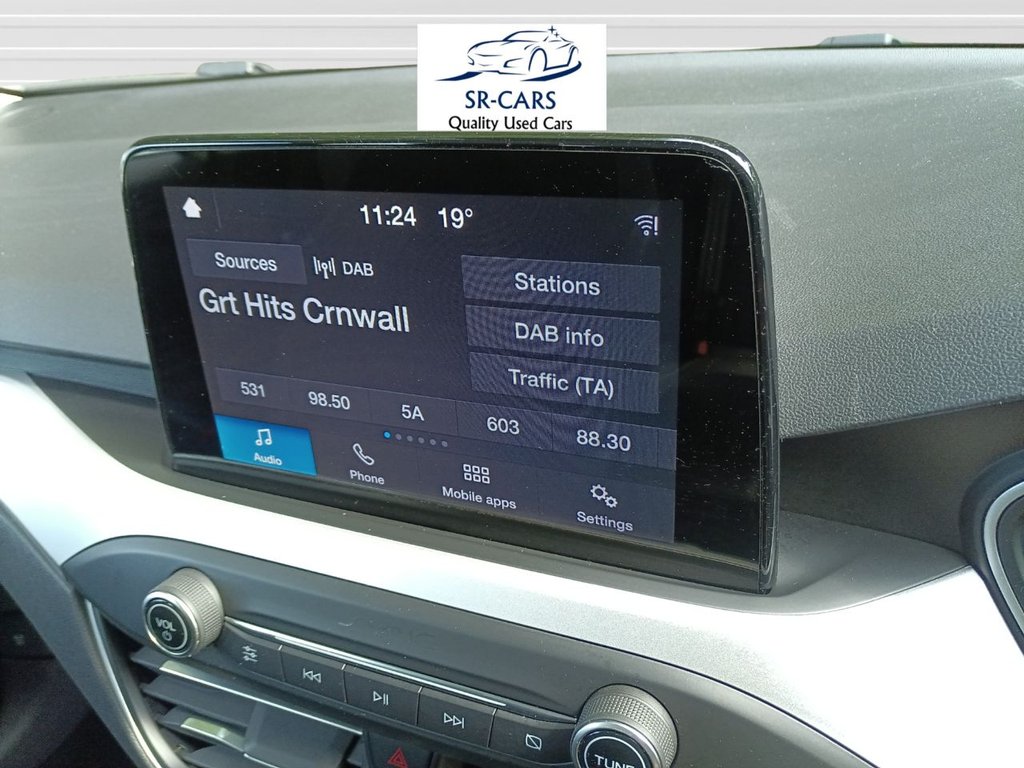 SR-CARS
Quality Used Cars
11:24 19°
Sources DAB
Grt Hits Crnwall
Stations
DAB info
Traffic (TA)
531 98.50 5A 603 88.30
Audio Phone Mobile apps Settings
VOL
TUNE